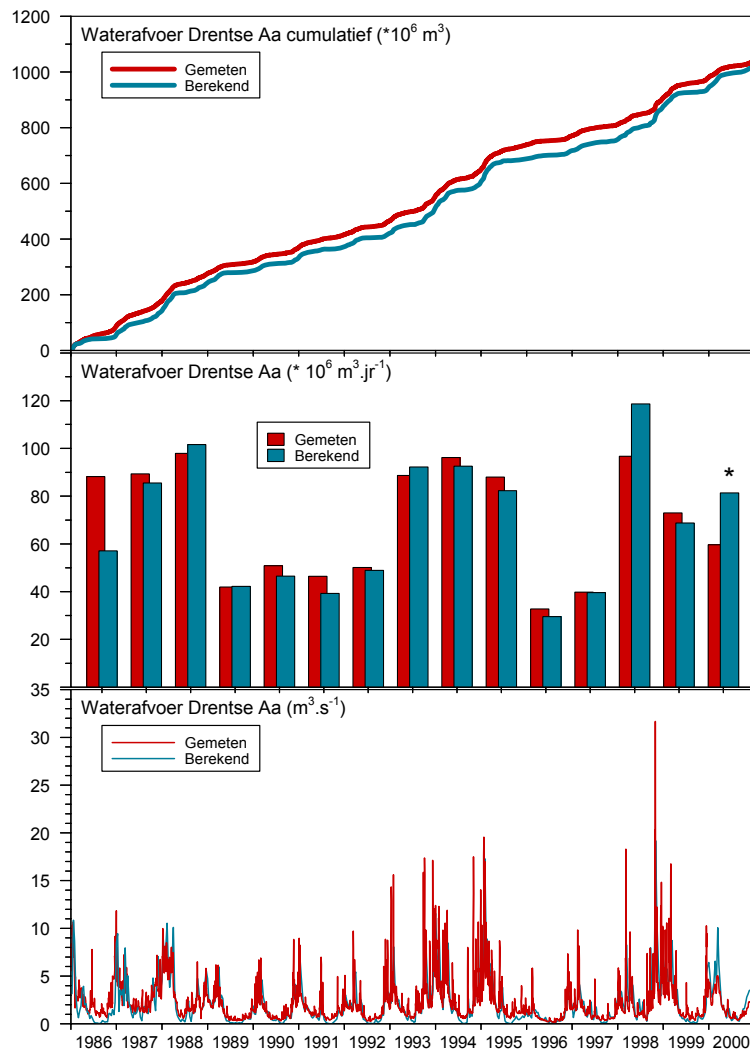 Waterafvoer Drentse Aa cumulatief (*10⁶ m³)
Gemeten
Berekend
1200
1000
800
600
400
200
0
Waterafvoer Drentse Aa (* 10⁶ m³.jr⁻¹)
Gemeten
Berekend
120
100
80
60
40
20
*
Waterafvoer Drentse Aa (m³.s⁻¹)
Gemeten
Berekend
35
30
25
20
15
10
5
0
1986 1987 1988 1989 1990 1991 1992 1993 1994 1995 1996 1997 1998 1999 2000